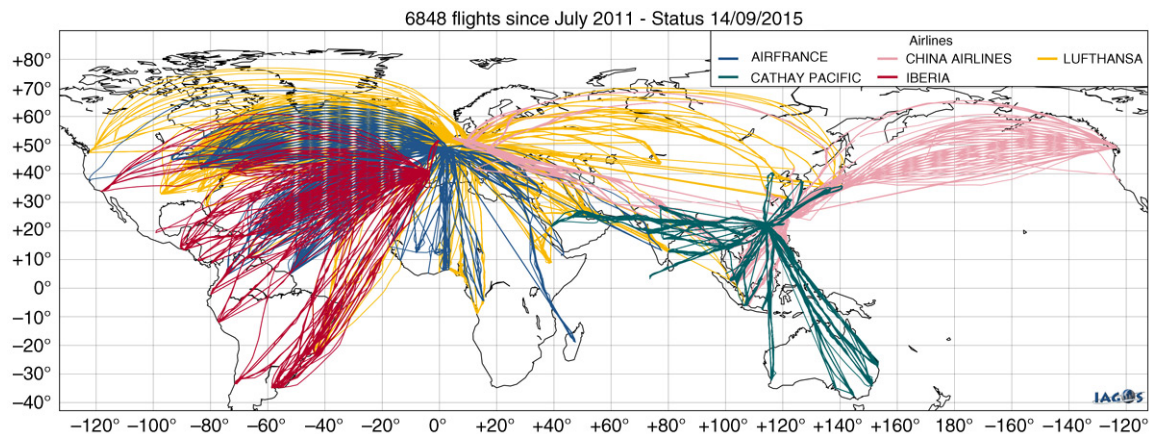 6848 flights since July 2011 - Status 14/09/2015
Airlines
AIRFRANCE CHINA AIRLINES LUFTHANSA
CATHAY PACIFIC IBERIA
+80°
+70°
+60°
+50°
+40°
+30°
+20°
+10°
0°
−10°
−20°
−30°
−40°
IAGOS
−120° −100° −80° −60° −40° −20° 0° +20° +40° +60° +80° +100° +120° +140° +160° +180° −160° −140° −120°